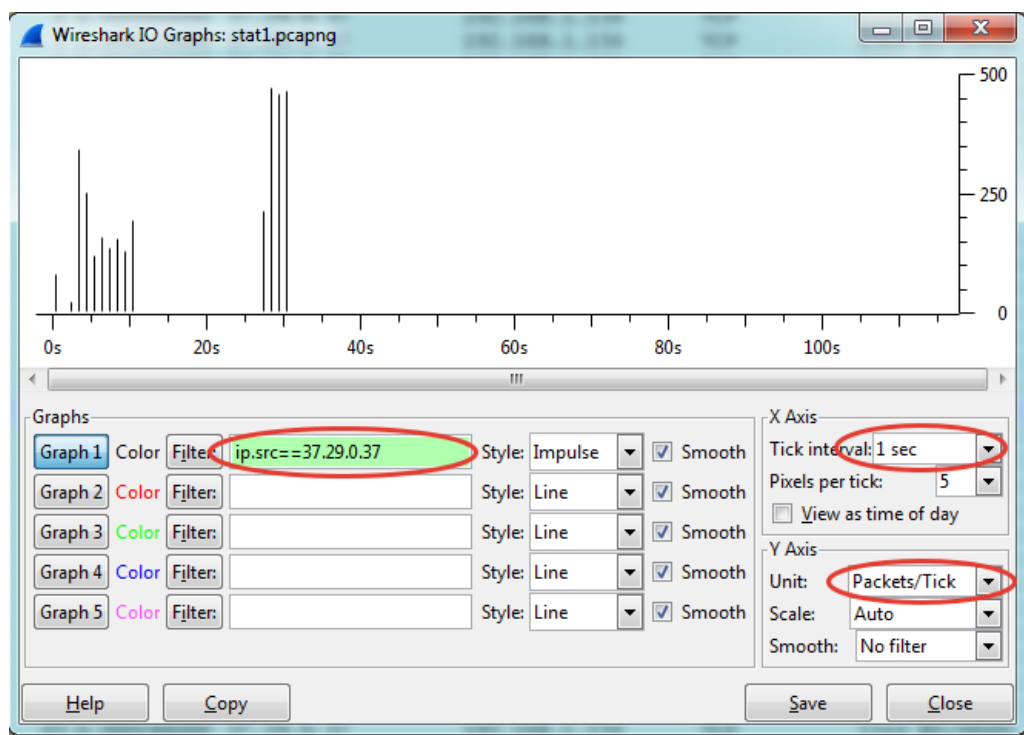 Wireshark IO Graphs: stat1.pcapng
500
250
0
0s 20s 40s 60s 80s 100s
Graphs
Graph 1 Color Filter: ip.src==37.29.0.37 Style: Impulse Smooth
Graph 2 Color Filter: Style: Line Smooth
Graph 3 Color Filter: Style: Line Smooth
Graph 4 Color Filter: Style: Line Smooth
Graph 5 Color Filter: Style: Line Smooth
X Axis
Tick interval: 1 sec
Pixels per tick: 5
View as time of day
Y Axis
Unit: Packets/Tick
Scale: Auto
Smooth: No filter
Help Copy Save Close